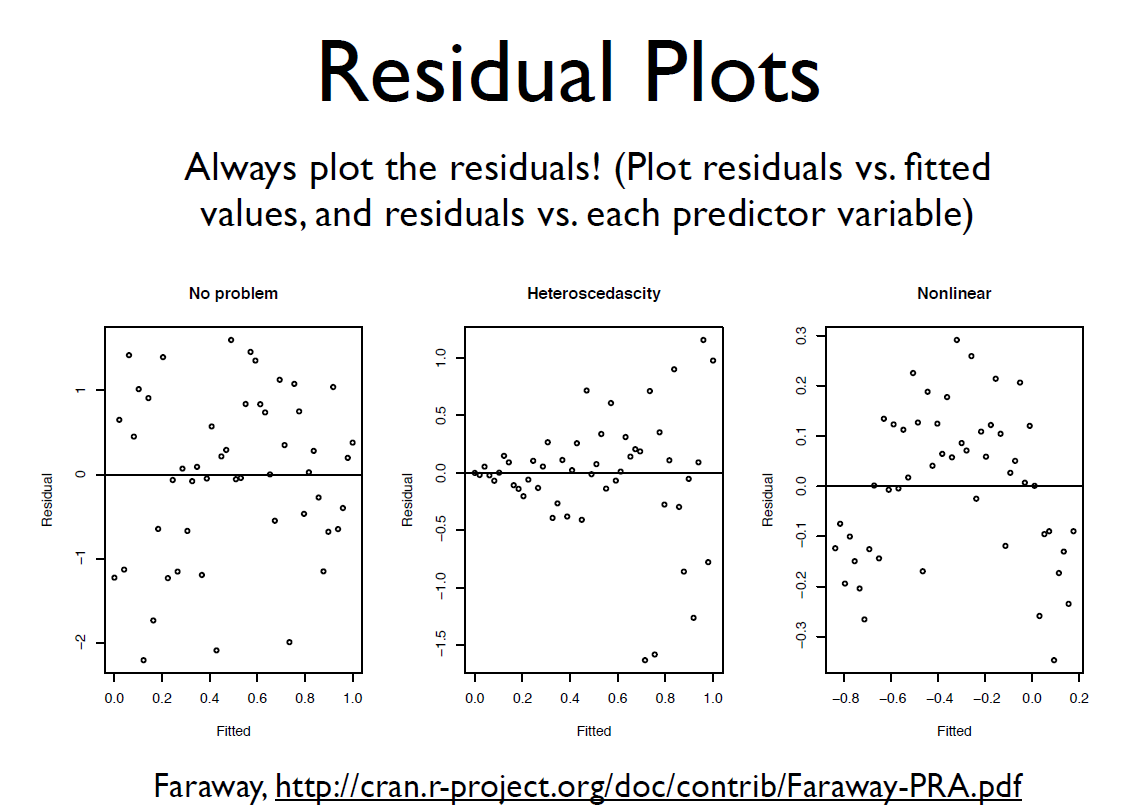 Residual Plots
Always plot the residuals! (Plot residuals vs. fitted
values, and residuals vs. each predictor variable)
No problem
Heteroscedascity
Nonlinear
Residual
1
0
−1
−2
0.0 0.2 0.4 0.6 0.8 1.0
Fitted
Residual
1.0
0.5
0.0
−0.5
−1.0
−1.5
0.0 0.2 0.4 0.6 0.8 1.0
Fitted
Residual
0.3
0.2
0.1
0.0
−0.1
−0.2
−0.3
−0.8 −0.6 −0.4 −0.2 0.0 0.2
Fitted
Faraway, http://cran.r-project.org/doc/contrib/Faraway-PRA.pdf